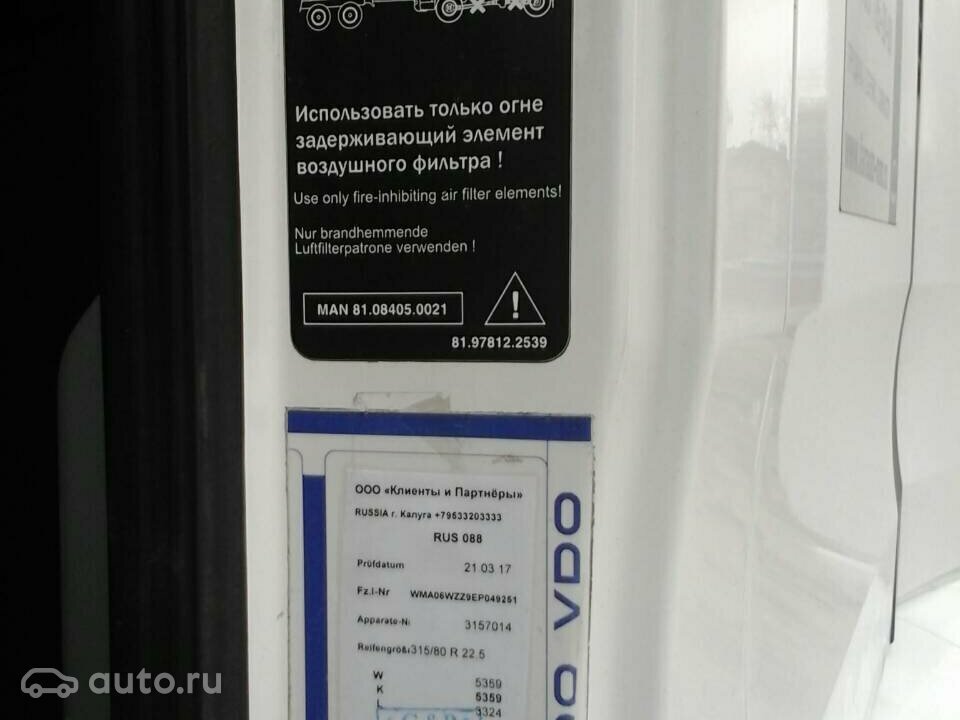 Использовать только огне
задерживающий элемент
воздушного фильтра !
Use only fire-inhibiting air filter elements!
Nur brandhemmende
Luftfilterpatrone verwenden !
MAN 81.08405.0021
!
81.97812.2539
ООО «Клиенты и Партнёры»
RUSSIA г. Калуга +79533203333
RUS 088
Prüfdatum 21 03 17
Fz.I-Nr WMA06WZZ9EP049251
Apparate-N 3157014
315/80 R 22.5
W 5359
K 5359
L 3324
VDO
auto.ru